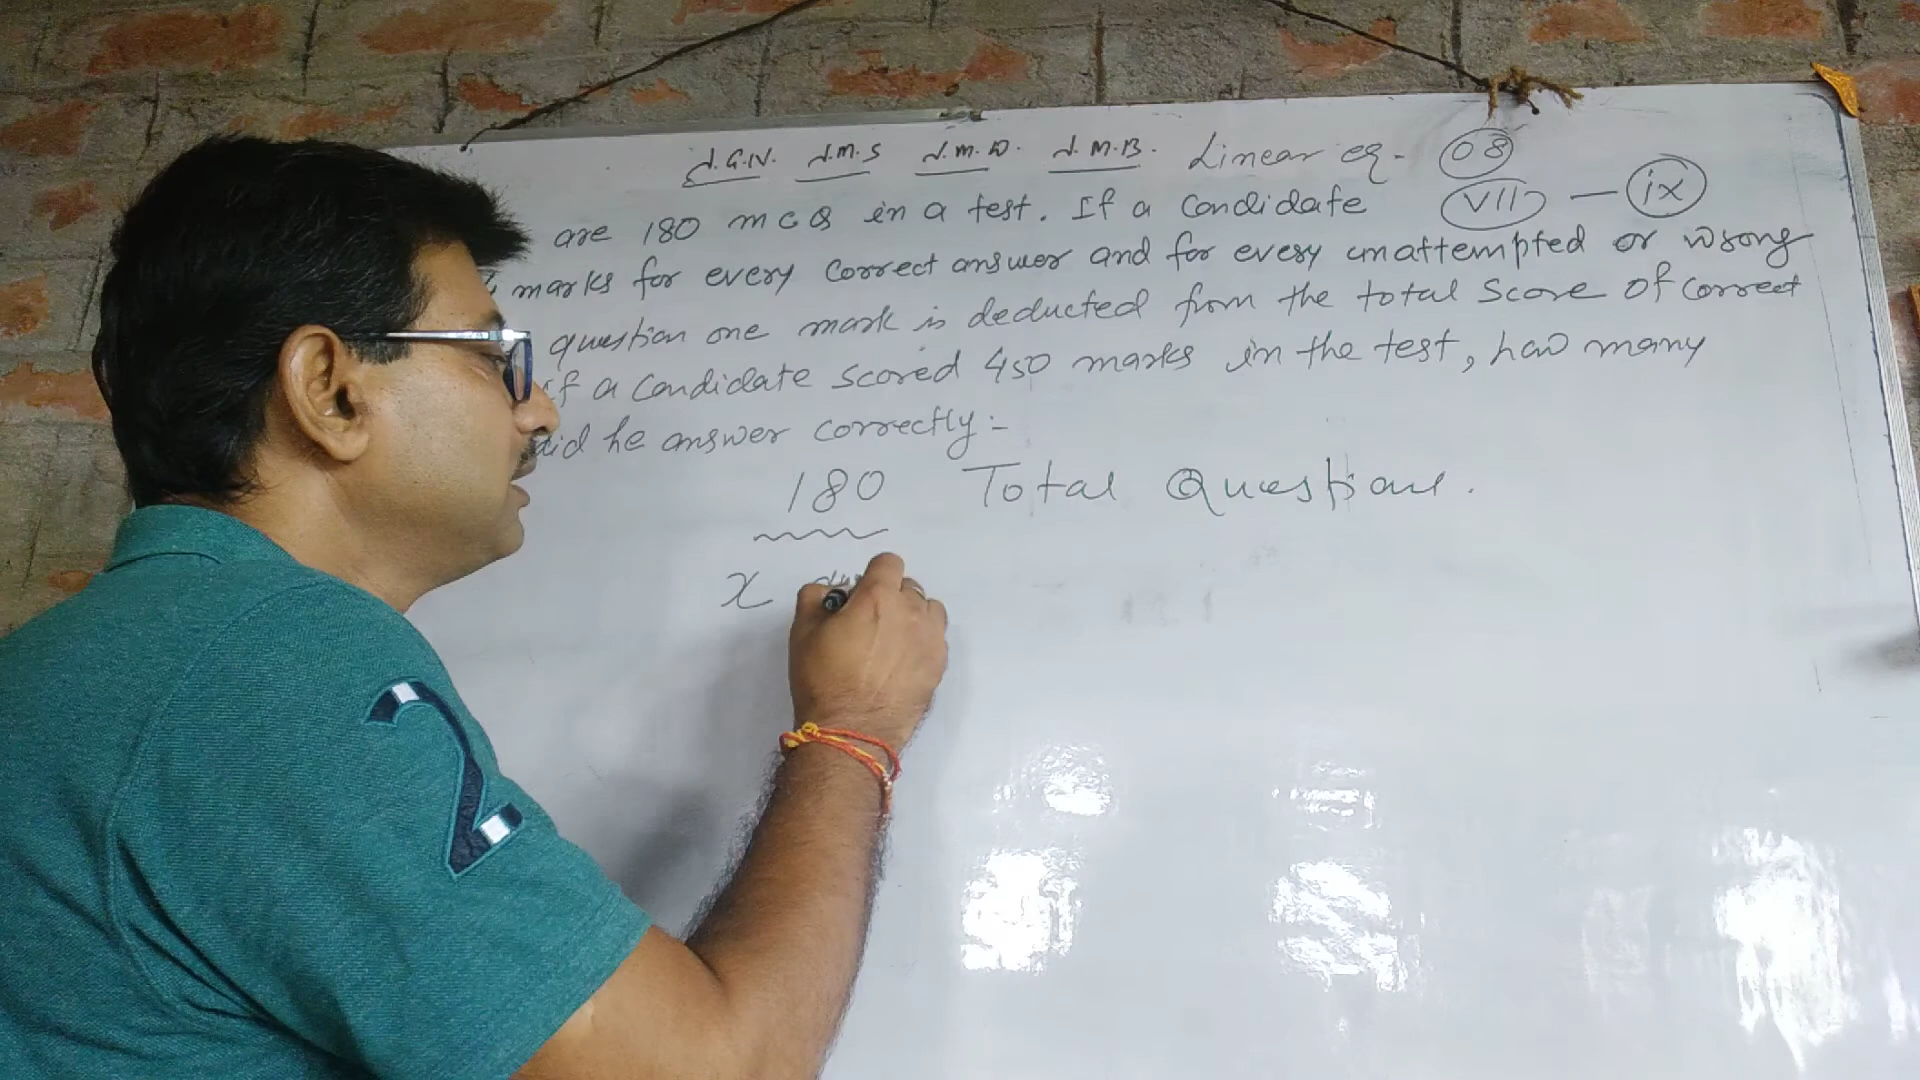 J.G.N. J.M.S J.M.D. J.M.B. Linear eq- 08
are 180 mcQ in a test. If a Candidate VII — ix
marks for every Correct answer and for every unattempted or wrong
question one mark is deducted from the total Score of Correct
if a Candidate scored 450 marks in the test, how many
did he answer correctly:-
180 Total Questions.
x
2